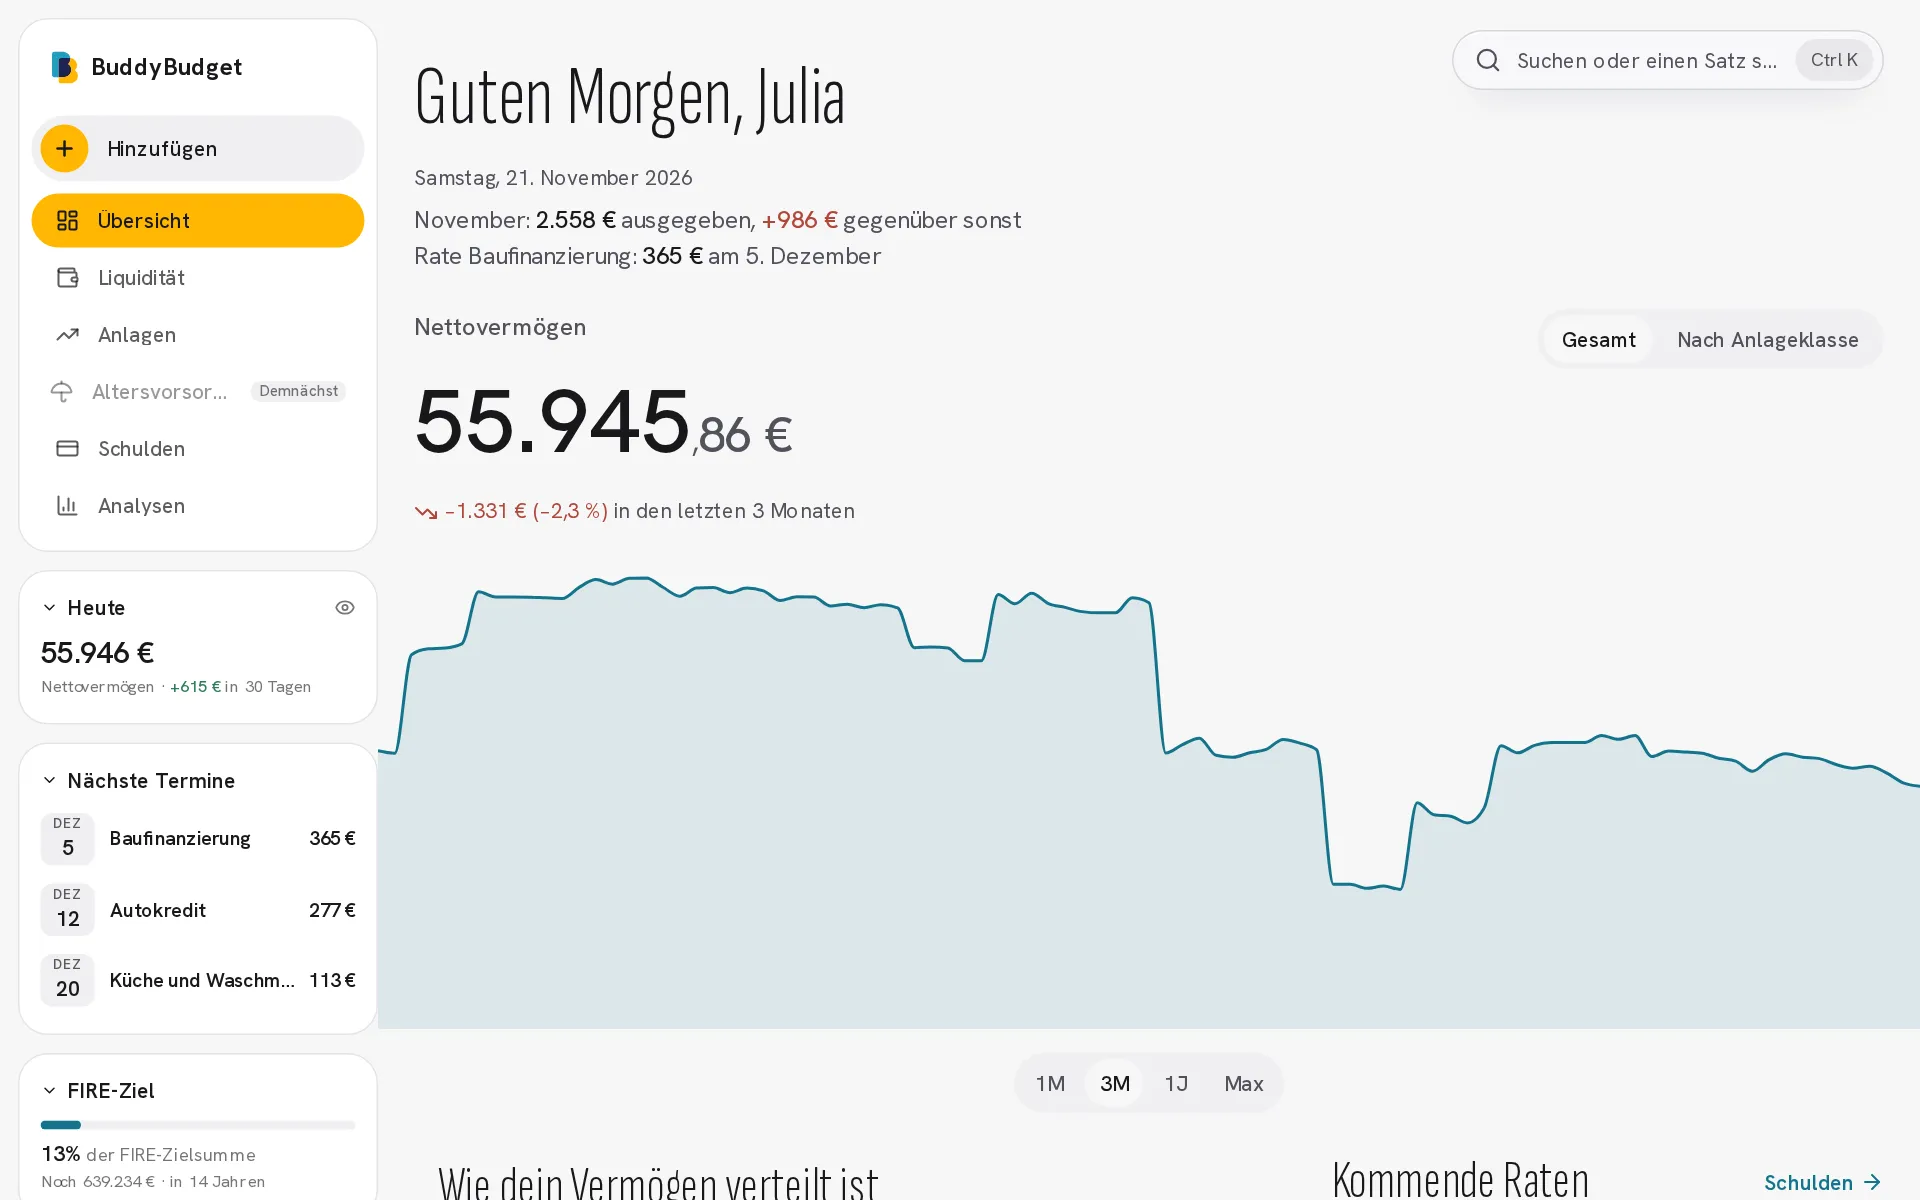 BuddyBudget
Hinzufügen
Übersicht
Liquidität
Anlagen
Altersvorsor... Demnächst
Schulden
Analysen
Heute
55.946 €
Nettovermögen · +615 € in 30 Tagen
Nächste Termine
DEZ
5
Baufinanzierung 365 €
DEZ
12
Autokredit 277 €
DEZ
20
Küche und Waschm... 113 €
FIRE-Ziel
13% der FIRE-Zielsumme
Noch 639.234 € · in 14 Jahren
Suchen oder einen Satz s... Ctrl K
Guten Morgen, Julia
Samstag, 21. November 2026
November: 2.558 € ausgegeben, +986 € gegenüber sonst
Rate Baufinanzierung: 365 € am 5. Dezember
Nettovermögen
Gesamt Nach Anlageklasse
55.945,86 €
−1.331 € (−2,3 %) in den letzten 3 Monaten
1M 3M 1J Max
Wie dein Vermögen verteilt ist
Kommende Raten
Schulden